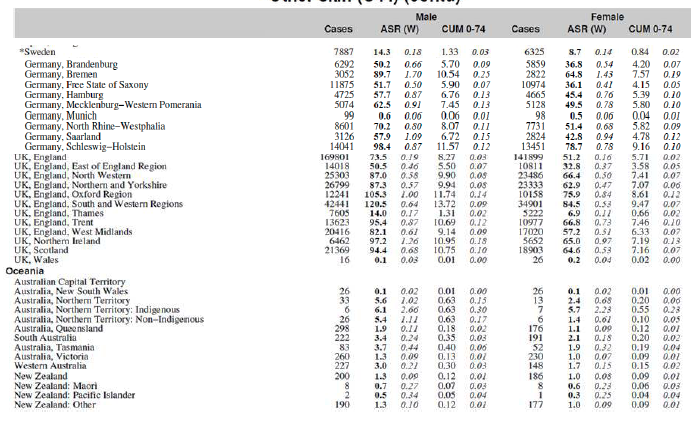 Other Skin (C44) (Contd)
Male Female
Cases ASR (W) CUM 0-74 Cases ASR (W) CUM 0-74
*Sweden 7887 14.3 0.18 1.33 0.03 6325 8.7 0.14 0.84 0.02
Germany, Brandenburg 6292 50.2 0.66 5.70 0.09 5859 36.8 0.54 4.20 0.07
Germany, Bremen 3052 89.7 1.70 10.54 0.25 2822 64.8 1.43 7.57 0.19
Germany, Free State of Saxony 11875 51.7 0.50 5.90 0.07 10974 36.1 0.41 4.15 0.05
Germany, Hamburg 4725 57.7 0.87 6.76 0.13 4665 45.4 0.76 5.39 0.10
Germany, Mecklenburg-Western Pomerania 5074 62.5 0.91 7.45 0.13 5128 49.5 0.78 5.80 0.10
Germany, Munich 99 0.6 0.06 0.06 0.01 98 0.5 0.06 0.04 0.01
Germany, North Rhine-Westphalia 8601 70.2 0.80 8.07 0.11 7731 51.4 0.68 5.82 0.09
Germany, Saarland 3126 57.9 1.09 6.72 0.15 2824 42.8 0.94 4.78 0.12
Germany, Schleswig-Holstein 14041 98.4 0.87 11.57 0.12 13451 78.7 0.78 9.16 0.10
UK, England 169801 73.5 0.19 8.27 0.03 141899 51.2 0.16 5.71 0.02
UK, England, East of England Region 14018 50.5 0.46 5.50 0.07 10811 32.8 0.37 3.58 0.05
UK, England, North Western 25303 87.0 0.58 9.90 0.08 23486 66.4 0.50 7.41 0.07
UK, England, Northern and Yorkshire 26799 87.3 0.57 9.94 0.08 23333 62.9 0.47 7.07 0.06
UK, England, Oxford Region 12241 105.3 1.00 11.74 0.14 10158 75.9 0.84 8.61 0.12
UK, England, South and Western Regions 42441 120.5 0.64 13.72 0.09 34901 84.5 0.53 9.47 0.07
UK, England, Thames 7605 14.0 0.17 1.31 0.02 5222 6.9 0.11 0.66 0.02
UK, England, Trent 13623 95.4 0.87 10.69 0.12 10977 66.8 0.73 7.46 0.10
UK, England, West Midlands 20416 82.1 0.61 9.14 0.09 17020 57.2 0.51 6.33 0.07
UK, Northern Ireland 6462 97.2 1.26 10.95 0.18 5652 65.0 0.97 7.19 0.13
UK, Scotland 21369 94.4 0.68 10.75 0.10 18903 64.6 0.53 7.16 0.07
UK, Wales 16 0.1 0.03 0.01 0.00 26 0.2 0.04 0.02 0.00
Oceania
Australian Capital Territory
Australia, New South Wales 26 0.1 0.02 0.01 0.00 26 0.1 0.02 0.01 0.00
Australia, Northern Territory 33 5.6 1.02 0.63 0.15 13 2.4 0.68 0.20 0.06
Australia, Northern Territory: Indigenous 6 6.1 2.66 0.63 0.30 7 5.7 2.23 0.55 0.23
Australia, Northern Territory: Non-Indigenous 26 5.4 1.11 0.63 0.17 6 1.4 0.61 0.10 0.05
Australia, Queensland 298 1.9 0.11 0.18 0.02 176 1.1 0.09 0.12 0.01
South Australia 222 3.4 0.24 0.35 0.03 191 2.1 0.18 0.20 0.02
Australia, Tasmania 83 3.7 0.44 0.40 0.06 52 1.9 0.32 0.19 0.04
Australia, Victoria 260 1.3 0.09 0.13 0.01 230 1.0 0.07 0.09 0.01
Western Australia 227 3.0 0.21 0.30 0.03 148 1.7 0.15 0.15 0.02
New Zealand 200 1.3 0.09 0.12 0.01 186 1.0 0.08 0.09 0.01
New Zealand: Maori 8 0.7 0.27 0.07 0.03 8 0.6 0.23 0.06 0.03
New Zealand: Pacific Islander 2 0.5 0.34 0.05 0.04 1 0.3 0.25 0.04 0.04
New Zealand: Other 190 1.3 0.10 0.12 0.01 177 1.0 0.09 0.09 0.01